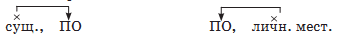 сущ., ПО
ПО, личн. мест.